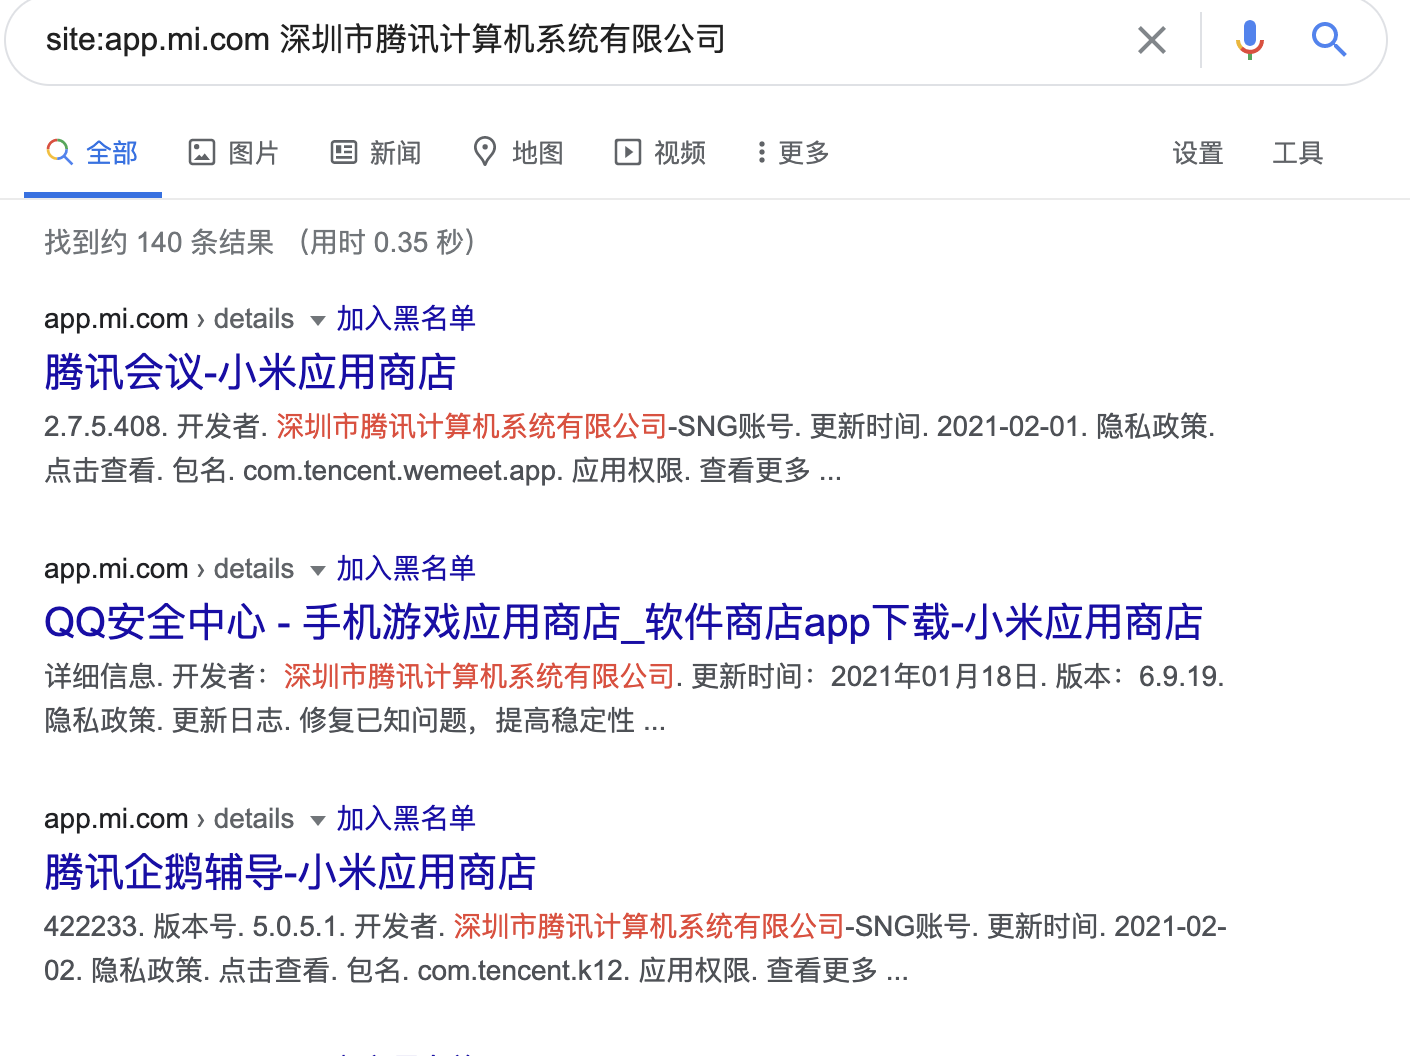 site:app.mi.com 深圳市腾讯计算机系统有限公司
全部 图片 新闻 地图 视频 更多 设置 工具
找到约 140 条结果 （用时 0.35 秒）
app.mi.com › details 加入黑名单
腾讯会议-小米应用商店
2.7.5.408. 开发者. 深圳市腾讯计算机系统有限公司-SNG账号. 更新时间. 2021-02-01. 隐私政策.
点击查看. 包名. com.tencent.wemeet.app. 应用权限. 查看更多 ...
app.mi.com › details 加入黑名单
QQ安全中心 - 手机游戏应用商店_软件商店app下载-小米应用商店
详细信息. 开发者：深圳市腾讯计算机系统有限公司. 更新时间：2021年01月18日. 版本：6.9.19.
隐私政策. 更新日志. 修复已知问题，提高稳定性 ...
app.mi.com › details 加入黑名单
腾讯企鹅辅导-小米应用商店
422233. 版本号. 5.0.5.1. 开发者. 深圳市腾讯计算机系统有限公司-SNG账号. 更新时间. 2021-02-
02. 隐私政策. 点击查看. 包名. com.tencent.k12. 应用权限. 查看更多 ...